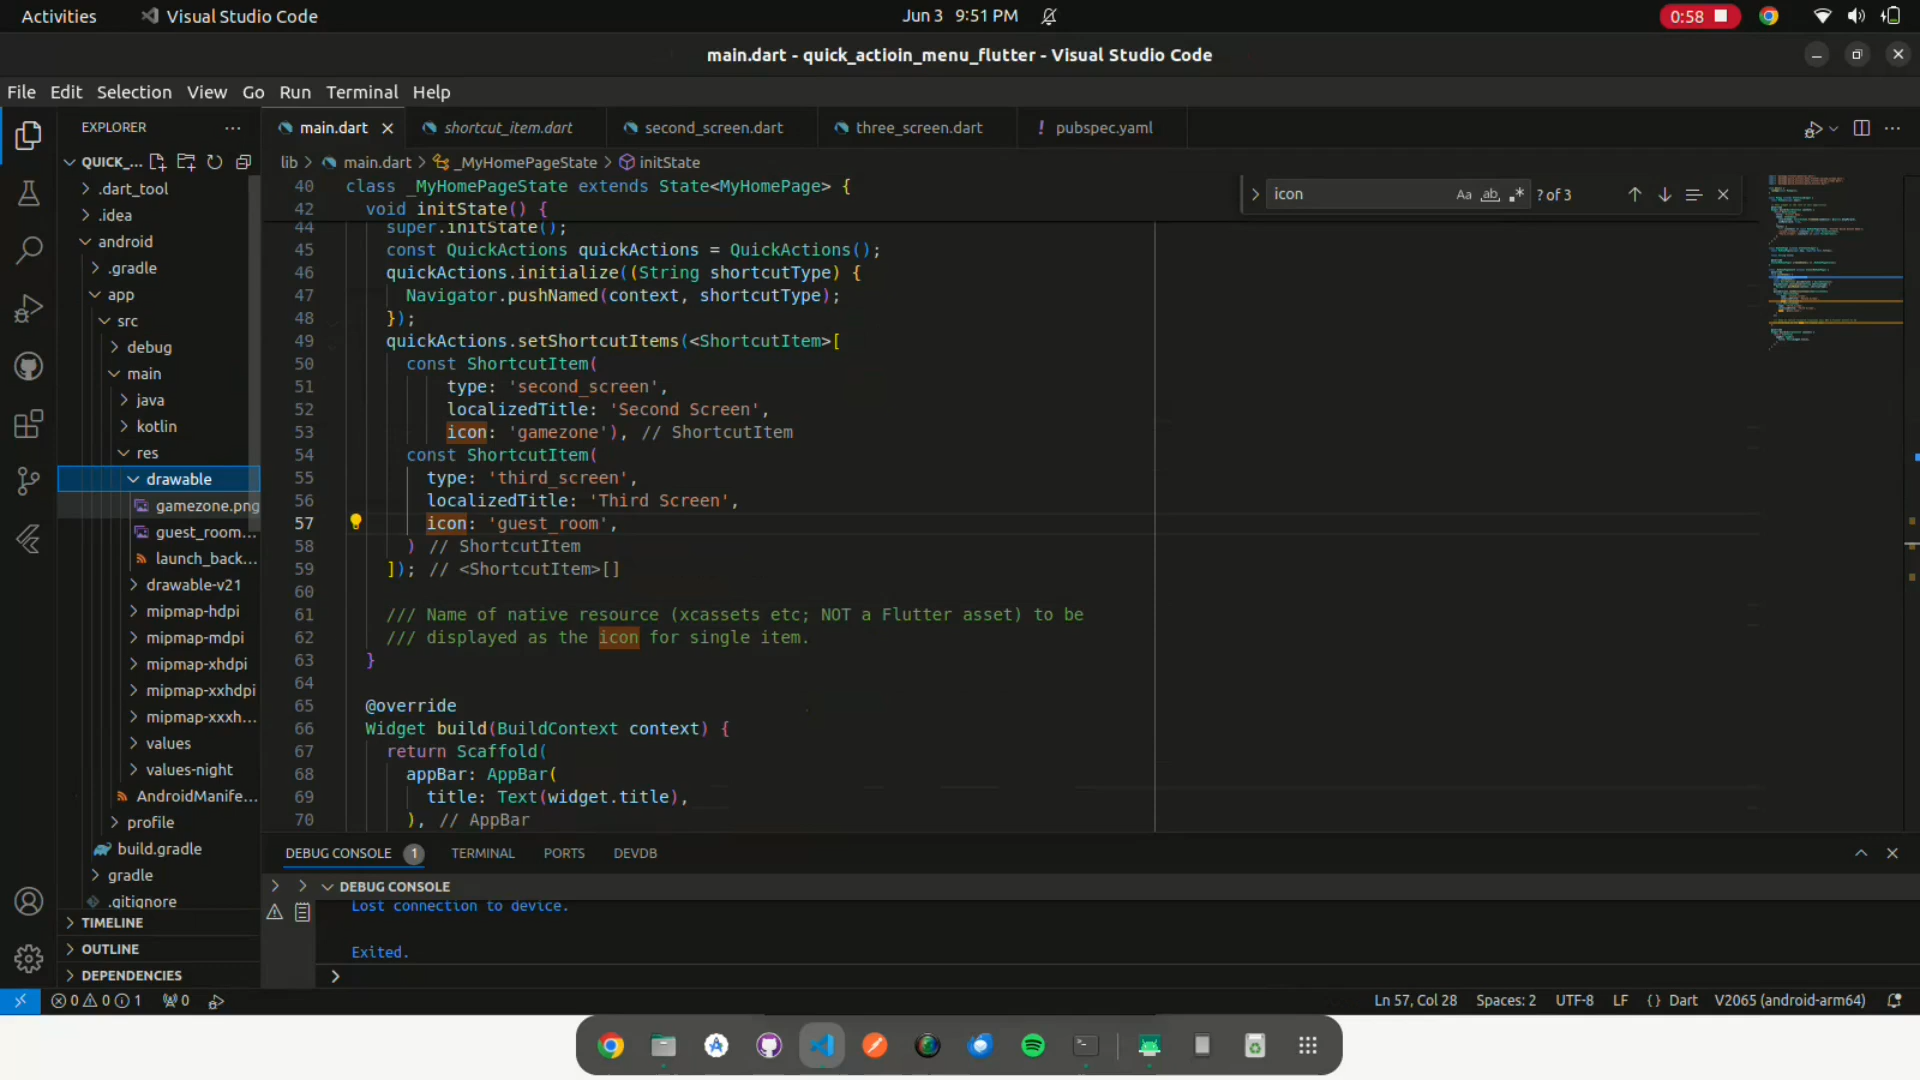 Activities Visual Studio Code Jun 3 9:51 PM 0:58
main.dart - quick_actioin_menu_flutter - Visual Studio Code
File Edit Selection View Go Run Terminal Help
EXPLORER
main.dart shortcut_item.dart second_screen.dart three_screen.dart ! pubspec.yaml
QUICK_...
lib > main.dart > _MyHomePageState > initState
.dart_tool
.idea
android
.gradle
app
src
debug
main
java
kotlin
res
drawable
gamezone.png
guest_room...
launch_back...
drawable-v21
mipmap-hdpi
mipmap-mdpi
mipmap-xhdpi
mipmap-xxhdpi
mipmap-xxxh...
values
values-night
AndroidManife...
profile
build.gradle
gradle
.gitignore
TIMELINE
OUTLINE
DEPENDENCIES
icon Aa ab ? of 3
40 class _MyHomePageState extends State<MyHomePage> {
42 void initState() {
44 super.initState();
45 const QuickActions quickActions = QuickActions();
46 quickActions.initialize((String shortcutType) {
47 Navigator.pushNamed(context, shortcutType);
48 });
49 quickActions.setShortcutItems(<ShortcutItem>[
50 const ShortcutItem(
51 type: 'second_screen',
52 localizedTitle: 'Second Screen',
53 icon: 'gamezone'), // ShortcutItem
54 const ShortcutItem(
55 type: 'third_screen',
56 localizedTitle: 'Third Screen',
57 icon: 'guest_room',
58 ) // ShortcutItem
59 ]); // <ShortcutItem>[]
60
61 /// Name of native resource (xcassets etc; NOT a Flutter asset) to be
62 /// displayed as the icon for single item.
63 }
64
65 @override
66 Widget build(BuildContext context) {
67 return Scaffold(
68 appBar: AppBar(
69 title: Text(widget.title),
70 ), // AppBar
DEBUG CONSOLE 1 TERMINAL PORTS DEVDB
DEBUG CONSOLE
Lost connection to device.
Exited.
>
0 0 1 0 Ln 57, Col 28 Spaces: 2 UTF-8 LF {} Dart V2065 (android-arm64)